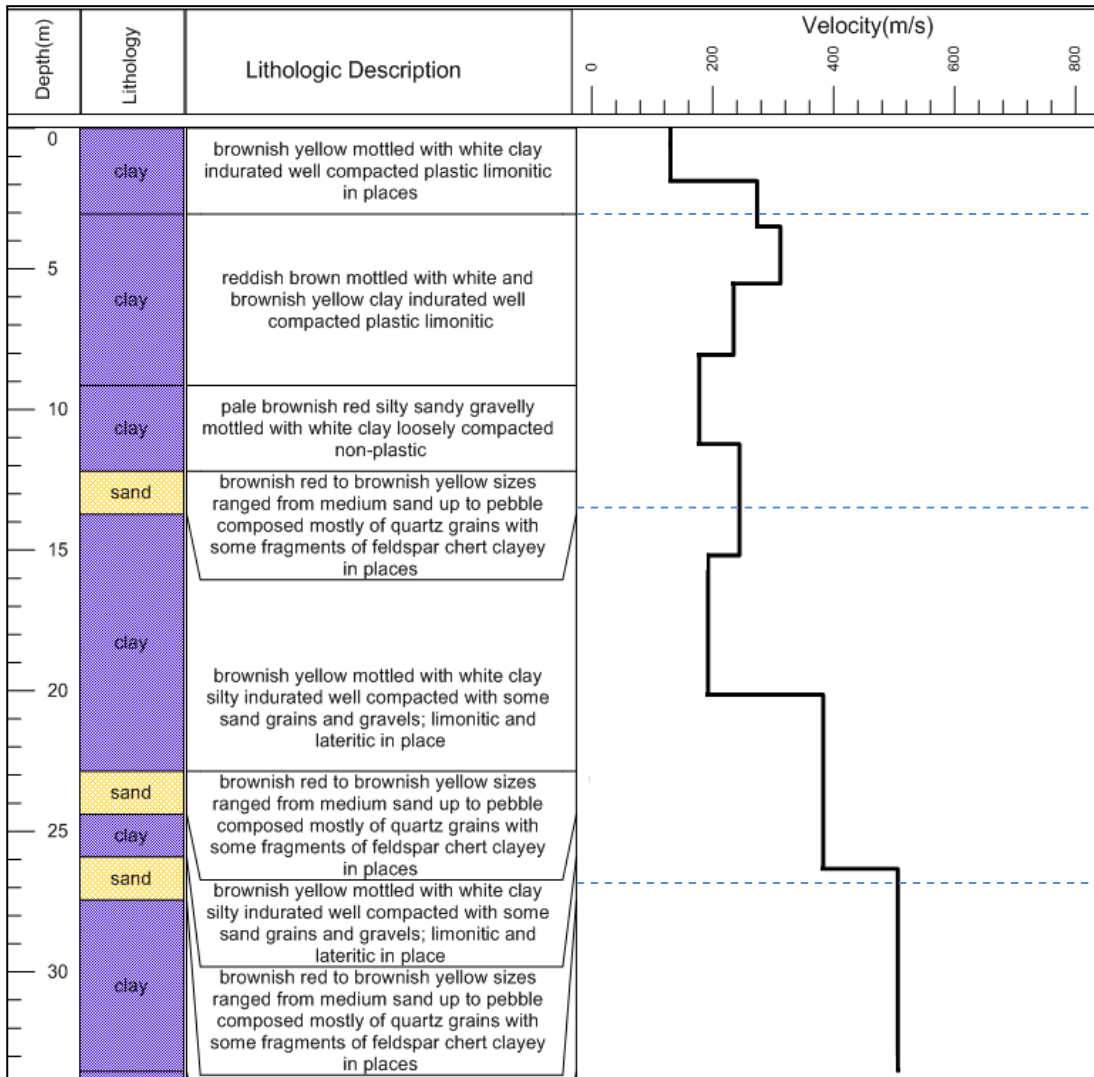 Depth(m)
Lithology
Lithologic Description
Velocity(m/s)
0
200
400
600
800
0
clay
brownish yellow mottled with white clay
indurated well compacted plastic limonitic
in places
5
clay
reddish brown mottled with white and
brownish yellow clay indurated well
compacted plastic limonitic
10
clay
pale brownish red silty sandy gravelly
mottled with white clay loosely compacted
non-plastic
sand
brownish red to brownish yellow sizes
ranged from medium sand up to pebble
composed mostly of quartz grains with
some fragments of feldspar chert clayey
in places
15
clay
20
brownish yellow mottled with white clay
silty indurated well compacted with some
sand grains and gravels; limonitic and
lateritic in place
sand
brownish red to brownish yellow sizes
ranged from medium sand up to pebble
composed mostly of quartz grains with
some fragments of feldspar chert clayey
in places
25
clay
sand
brownish yellow mottled with white clay
silty indurated well compacted with some
sand grains and gravels; limonitic and
lateritic in place
30
clay
brownish red to brownish yellow sizes
ranged from medium sand up to pebble
composed mostly of quartz grains with
some fragments of feldspar chert clayey
in places